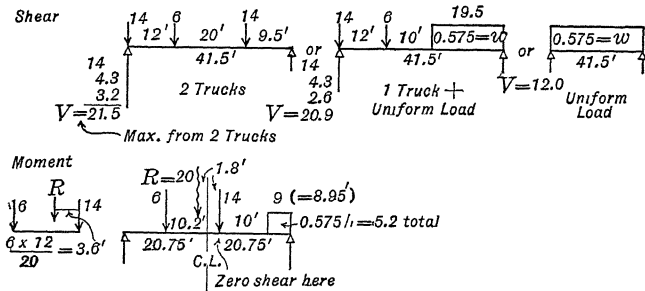 Shear
14 6 14
12' 20' 9.5'
41.5'
or
14
4.3
3.2
V=21.5
2 Trucks
Max. from 2 Trucks
14 6 19.5
12' 10' 0.575=w
41.5'
or
14
4.3
2.6
V=20.9
1 Truck +
Uniform Load
0.575=w
41.5'
V=12.0
Uniform
Load
Moment
R
6 14
6 x 12
20
=3.6'
R=20 1.8'
6 14 9 (=8.95')
10.2' 10' 0.575/1=5.2 total
20.75' 20.75'
C.L.
Zero shear here